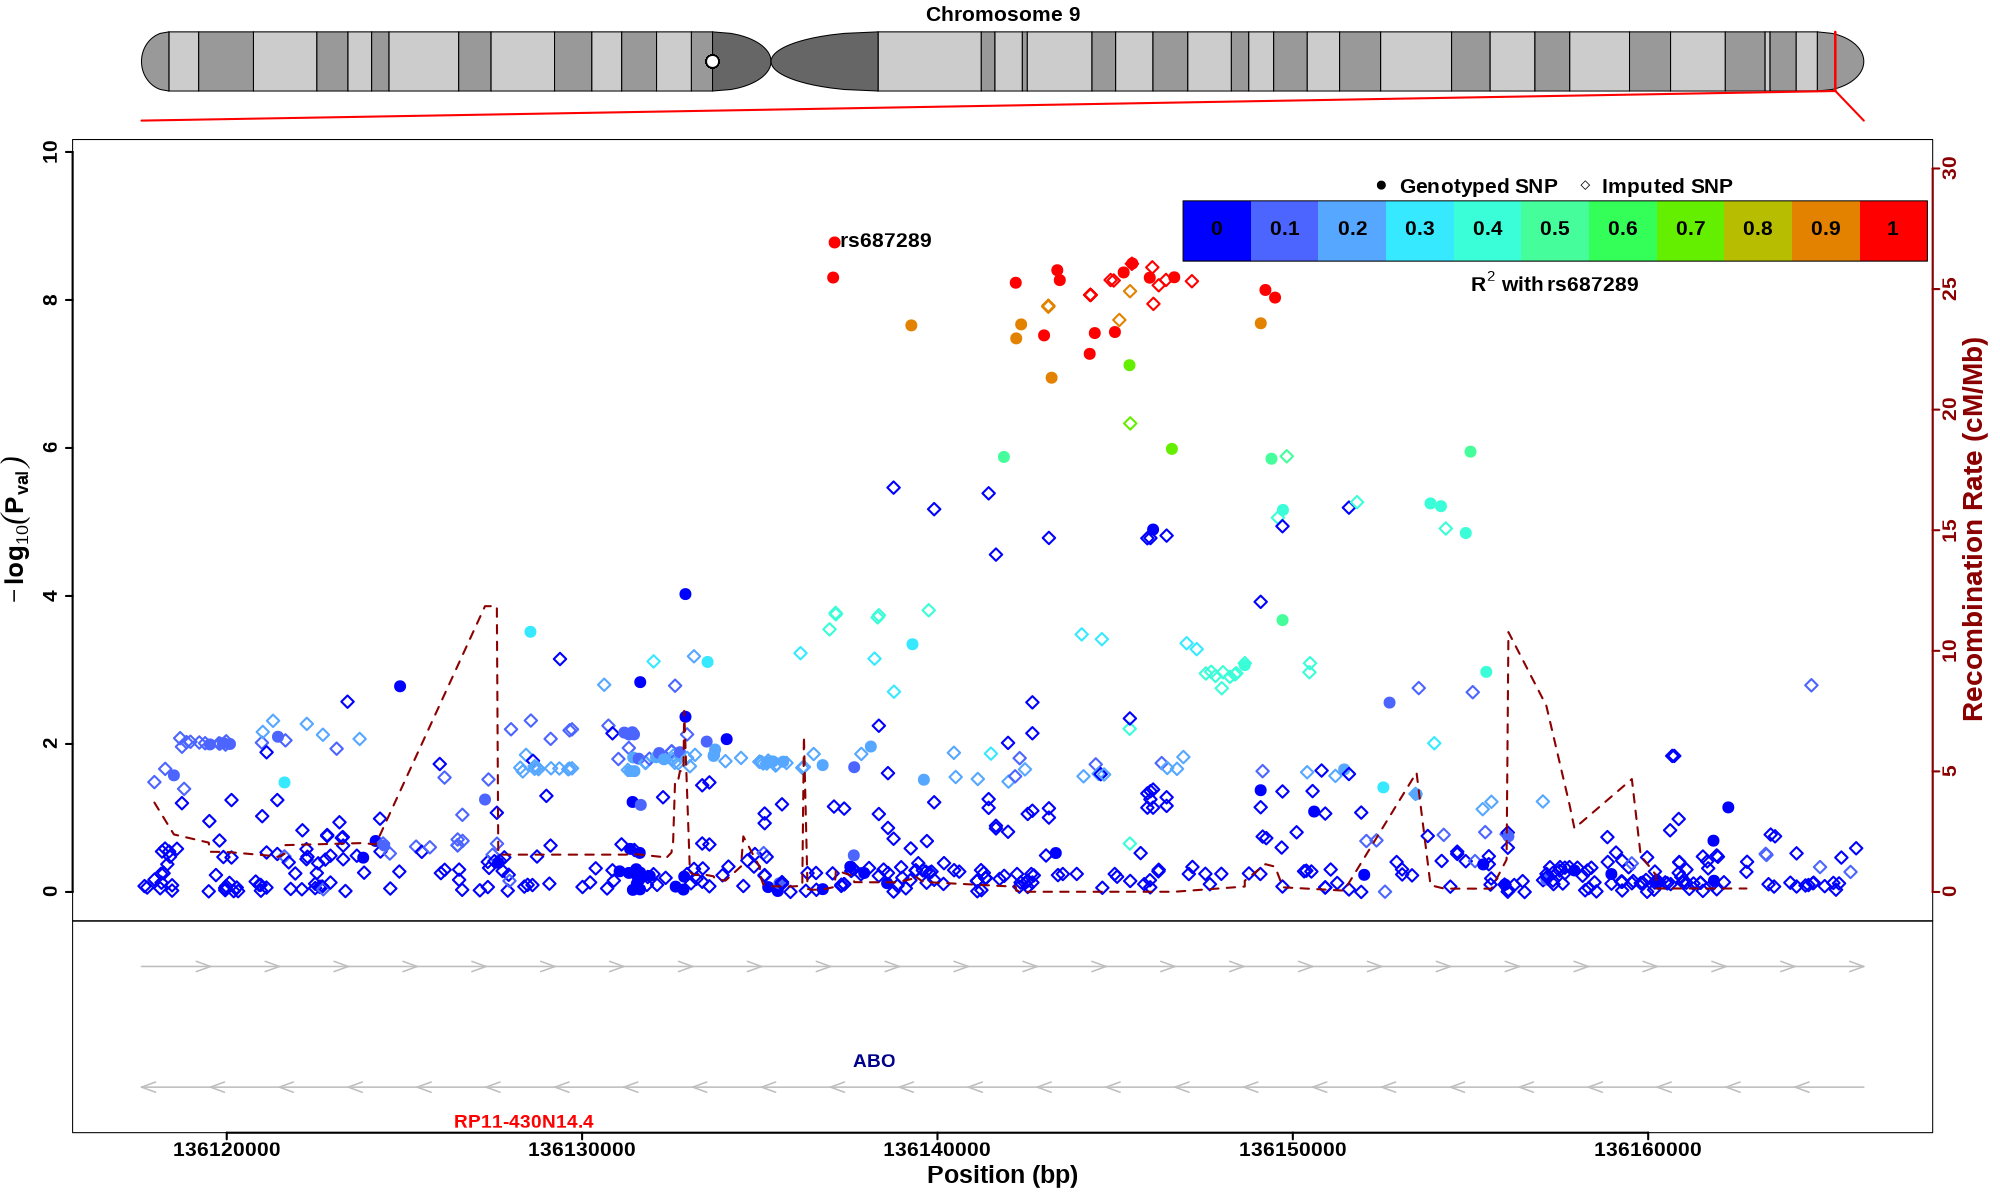 Chromosome 9
10
8
6
4
2
0
− log10(Pval)
Genotyped SNP
Imputed SNP
0 0.1 0.2 0.3 0.4 0.5 0.6 0.7 0.8 0.9 1
R2 with rs687289
rs687289
30
25
20
15
10
5
0
Recombination Rate (cM/Mb)
ABO
RP11-430N14.4
136120000 136130000 136140000 136150000 136160000
Position (bp)